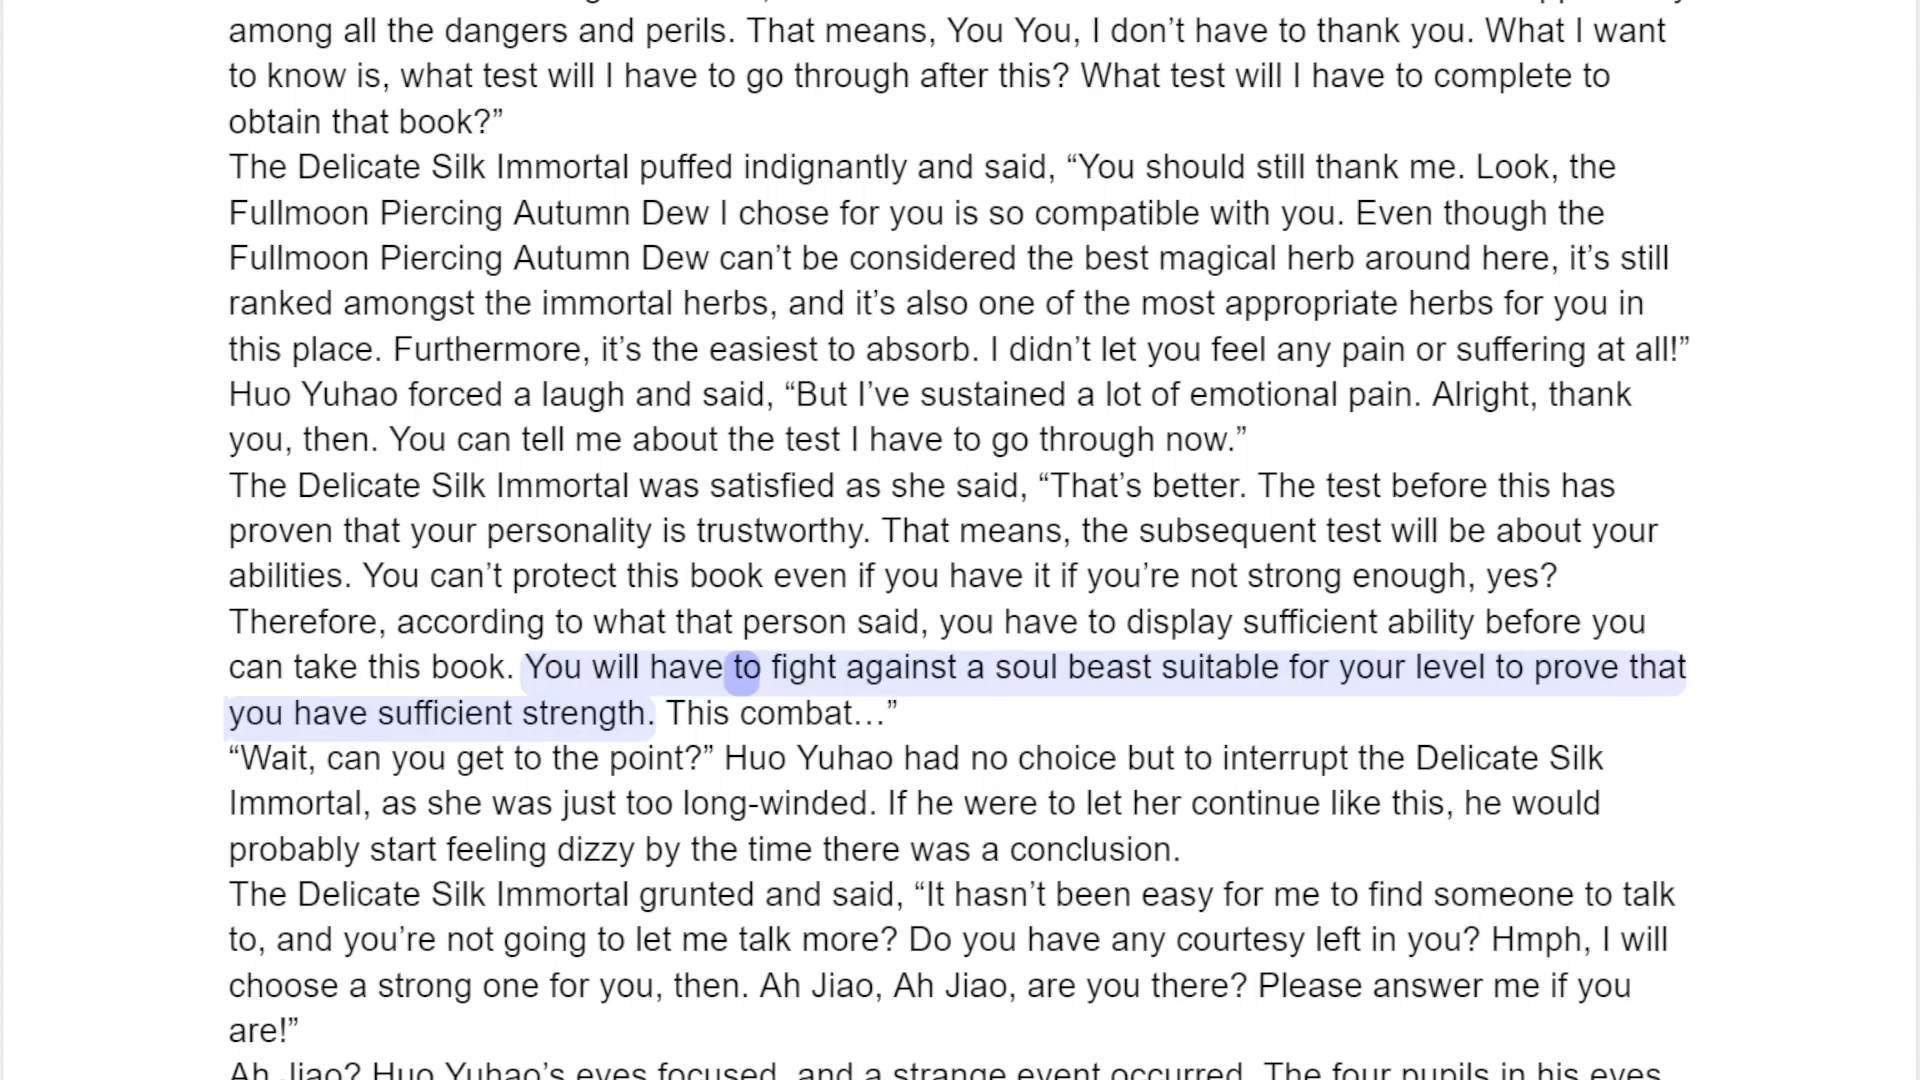 among all the dangers and perils. That means, You You, I don’t have to thank you. What I want
to know is, what test will I have to go through after this? What test will I have to complete to
obtain that book?”
The Delicate Silk Immortal puffed indignantly and said, “You should still thank me. Look, the
Fullmoon Piercing Autumn Dew I chose for you is so compatible with you. Even though the
Fullmoon Piercing Autumn Dew can’t be considered the best magical herb around here, it’s still
ranked amongst the immortal herbs, and it’s also one of the most appropriate herbs for you in
this place. Furthermore, it’s the easiest to absorb. I didn’t let you feel any pain or suffering at all!”
Huo Yuhao forced a laugh and said, “But I’ve sustained a lot of emotional pain. Alright, thank
you, then. You can tell me about the test I have to go through now.”
The Delicate Silk Immortal was satisfied as she said, “That’s better. The test before this has
proven that your personality is trustworthy. That means, the subsequent test will be about your
abilities. You can’t protect this book even if you have it if you’re not strong enough, yes?
Therefore, according to what that person said, you have to display sufficient ability before you
can take this book. You will have to fight against a soul beast suitable for your level to prove that
you have sufficient strength. This combat…”
“Wait, can you get to the point?” Huo Yuhao had no choice but to interrupt the Delicate Silk
Immortal, as she was just too long-winded. If he were to let her continue like this, he would
probably start feeling dizzy by the time there was a conclusion.
The Delicate Silk Immortal grunted and said, “It hasn’t been easy for me to find someone to talk
to, and you’re not going to let me talk more? Do you have any courtesy left in you? Hmph, I will
choose a strong one for you, then. Ah Jiao, Ah Jiao, are you there? Please answer me if you
are!”
Ah Jiao? Huo Yuhao’s eyes focused, and a strange event occurred. The four pupils in his eyes